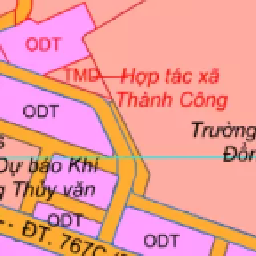 ODT
TMD Hợp tác xã
Thành Công
ODT
Trường
Đồn
Dự báo Khí
Thủy văn
ODT
ĐT. 767C
ODT